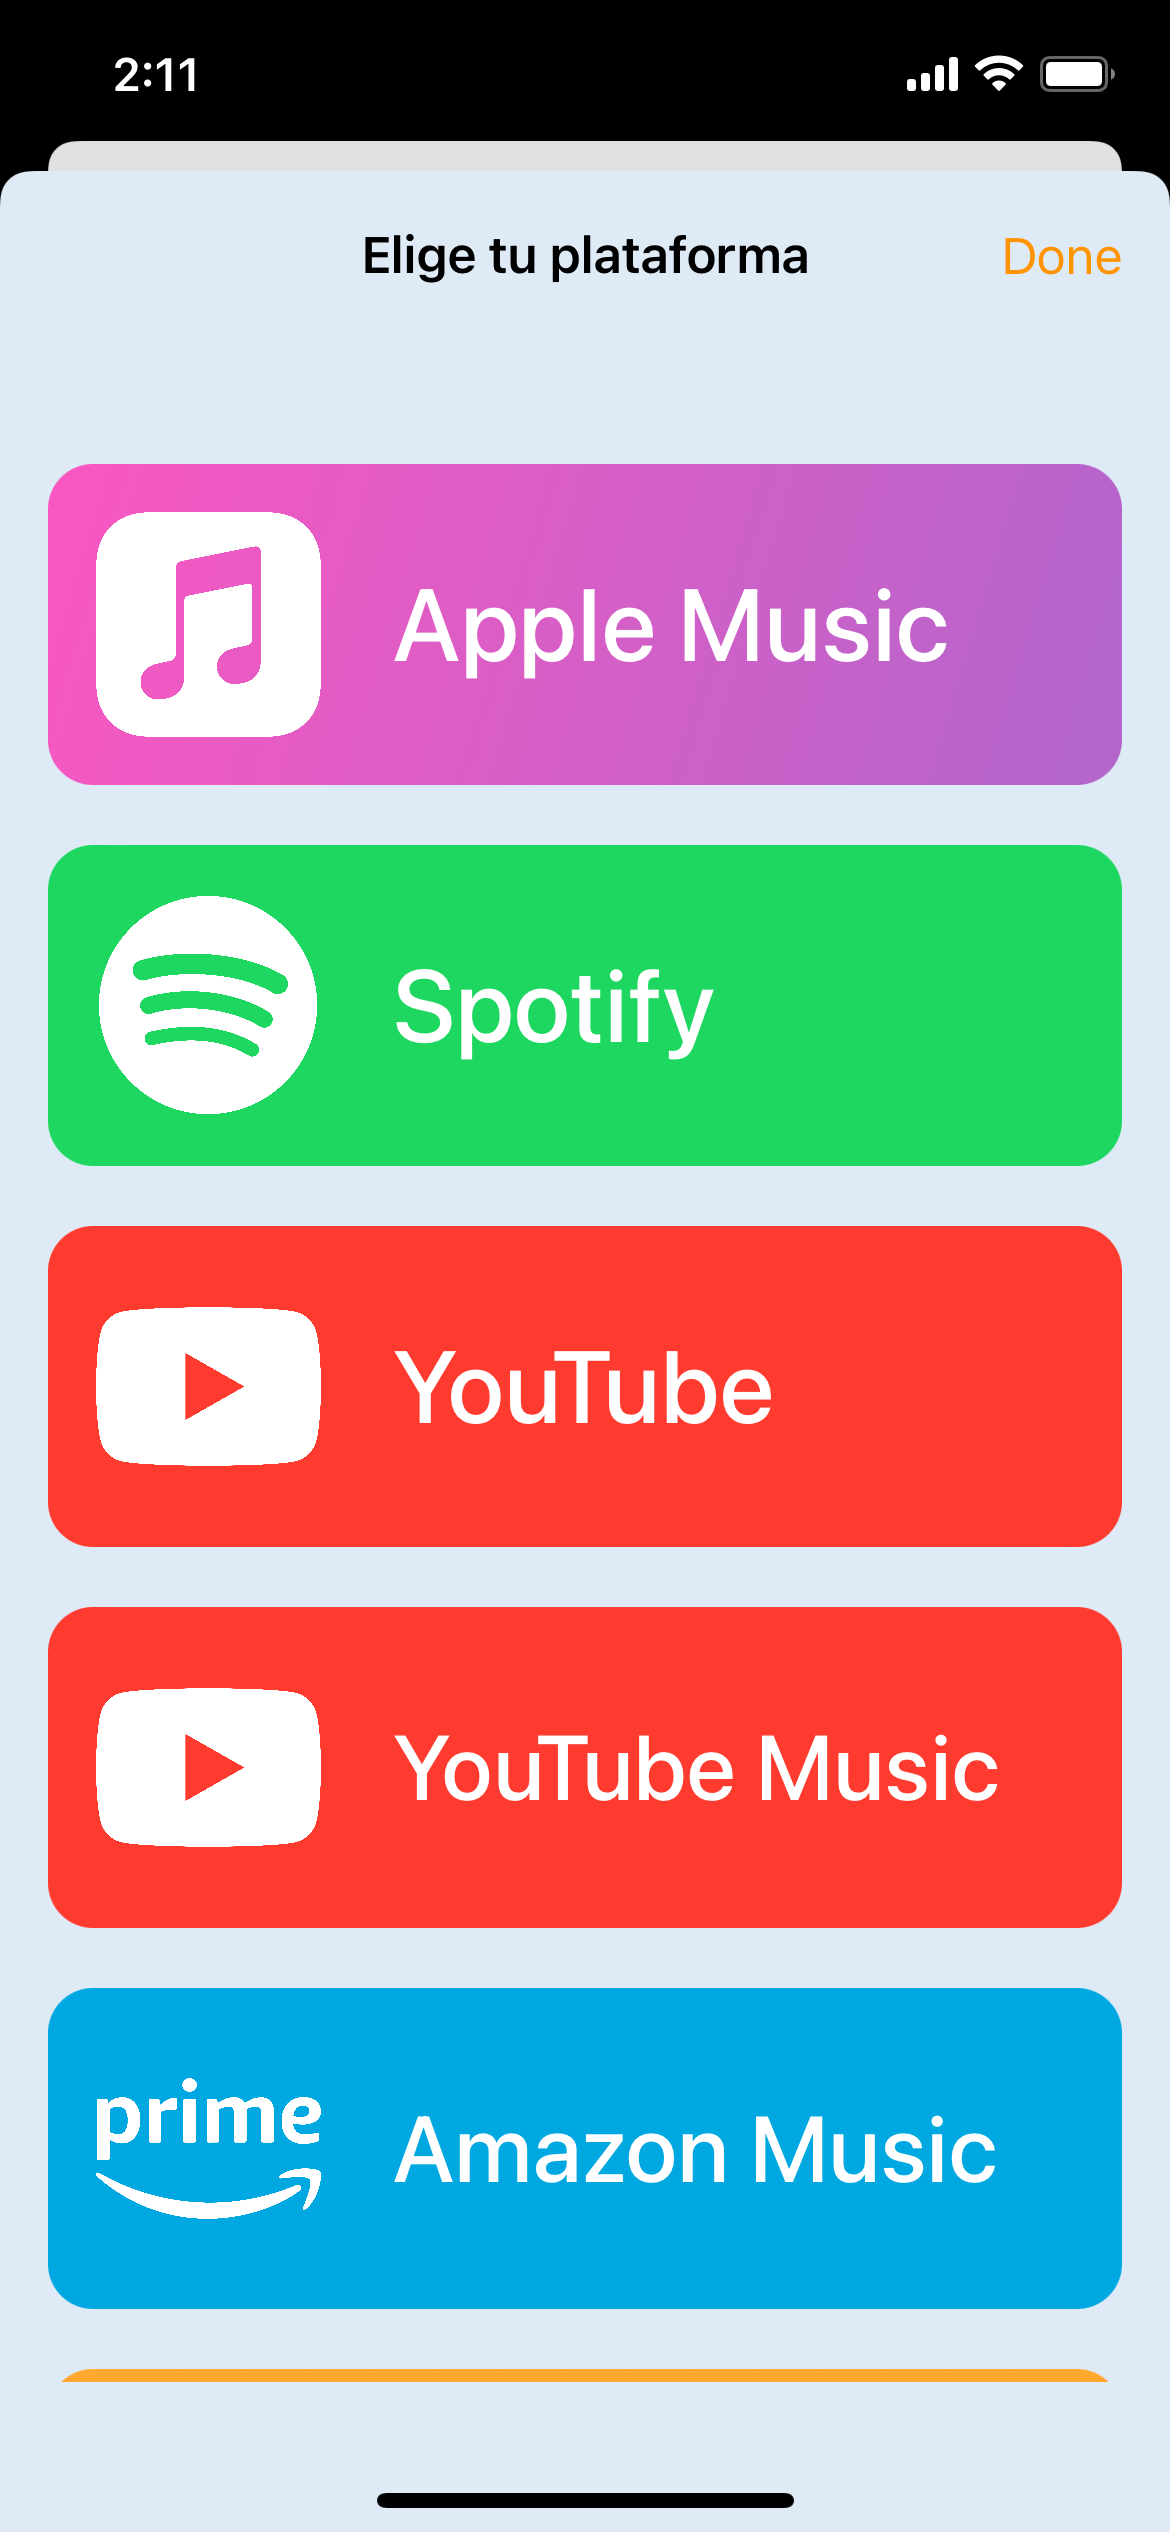 2:11
Elige tu plataforma
Done
Apple Music
Spotify
YouTube
YouTube Music
prime
Amazon Music